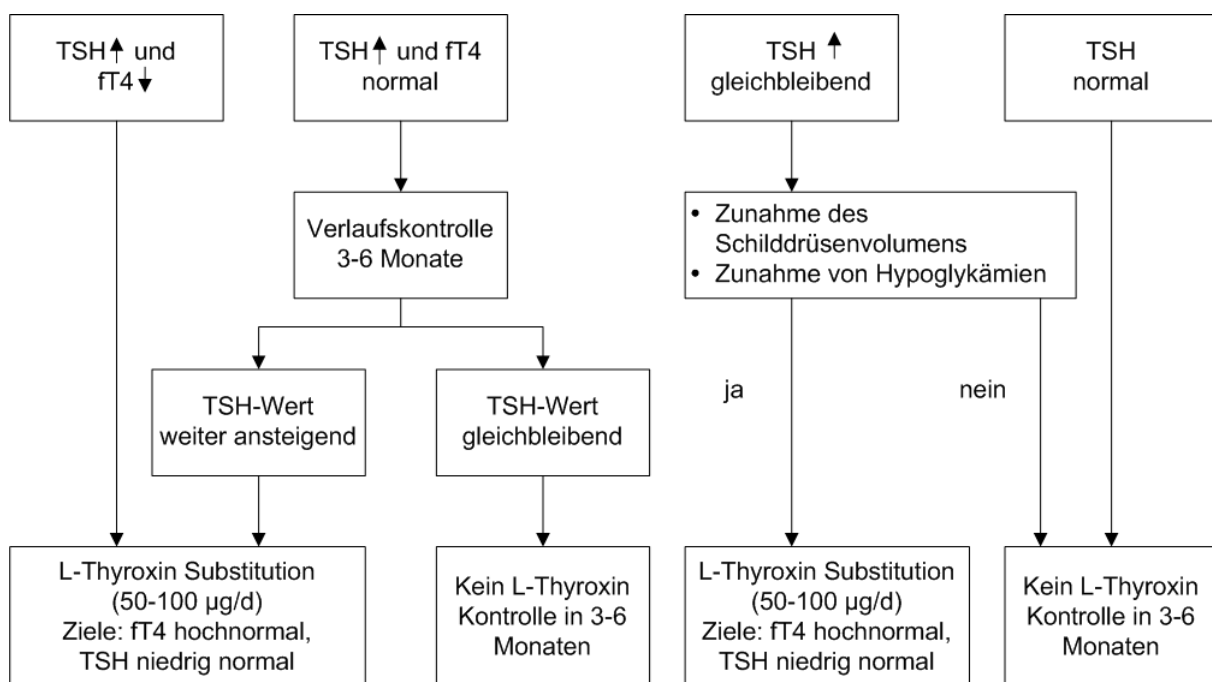 TSH↑ und
fT4↓
TSH↑ und fT4
normal
TSH ↑
gleichbleibend
TSH
normal
Verlaufskontrolle
3-6 Monate
• Zunahme des
Schilddrüsenvolumens
• Zunahme von Hypoglykämien
TSH-Wert
weiter ansteigend
TSH-Wert
gleichbleibend
ja
nein
L-Thyroxin Substitution
(50-100 µg/d)
Ziele: fT4 hochnormal,
TSH niedrig normal
Kein L-Thyroxin
Kontrolle in 3-6
Monaten
L-Thyroxin Substitution
(50-100 µg/d)
Ziele: fT4 hochnormal,
TSH niedrig normal
Kein L-Thyroxin
Kontrolle in 3-6
Monaten